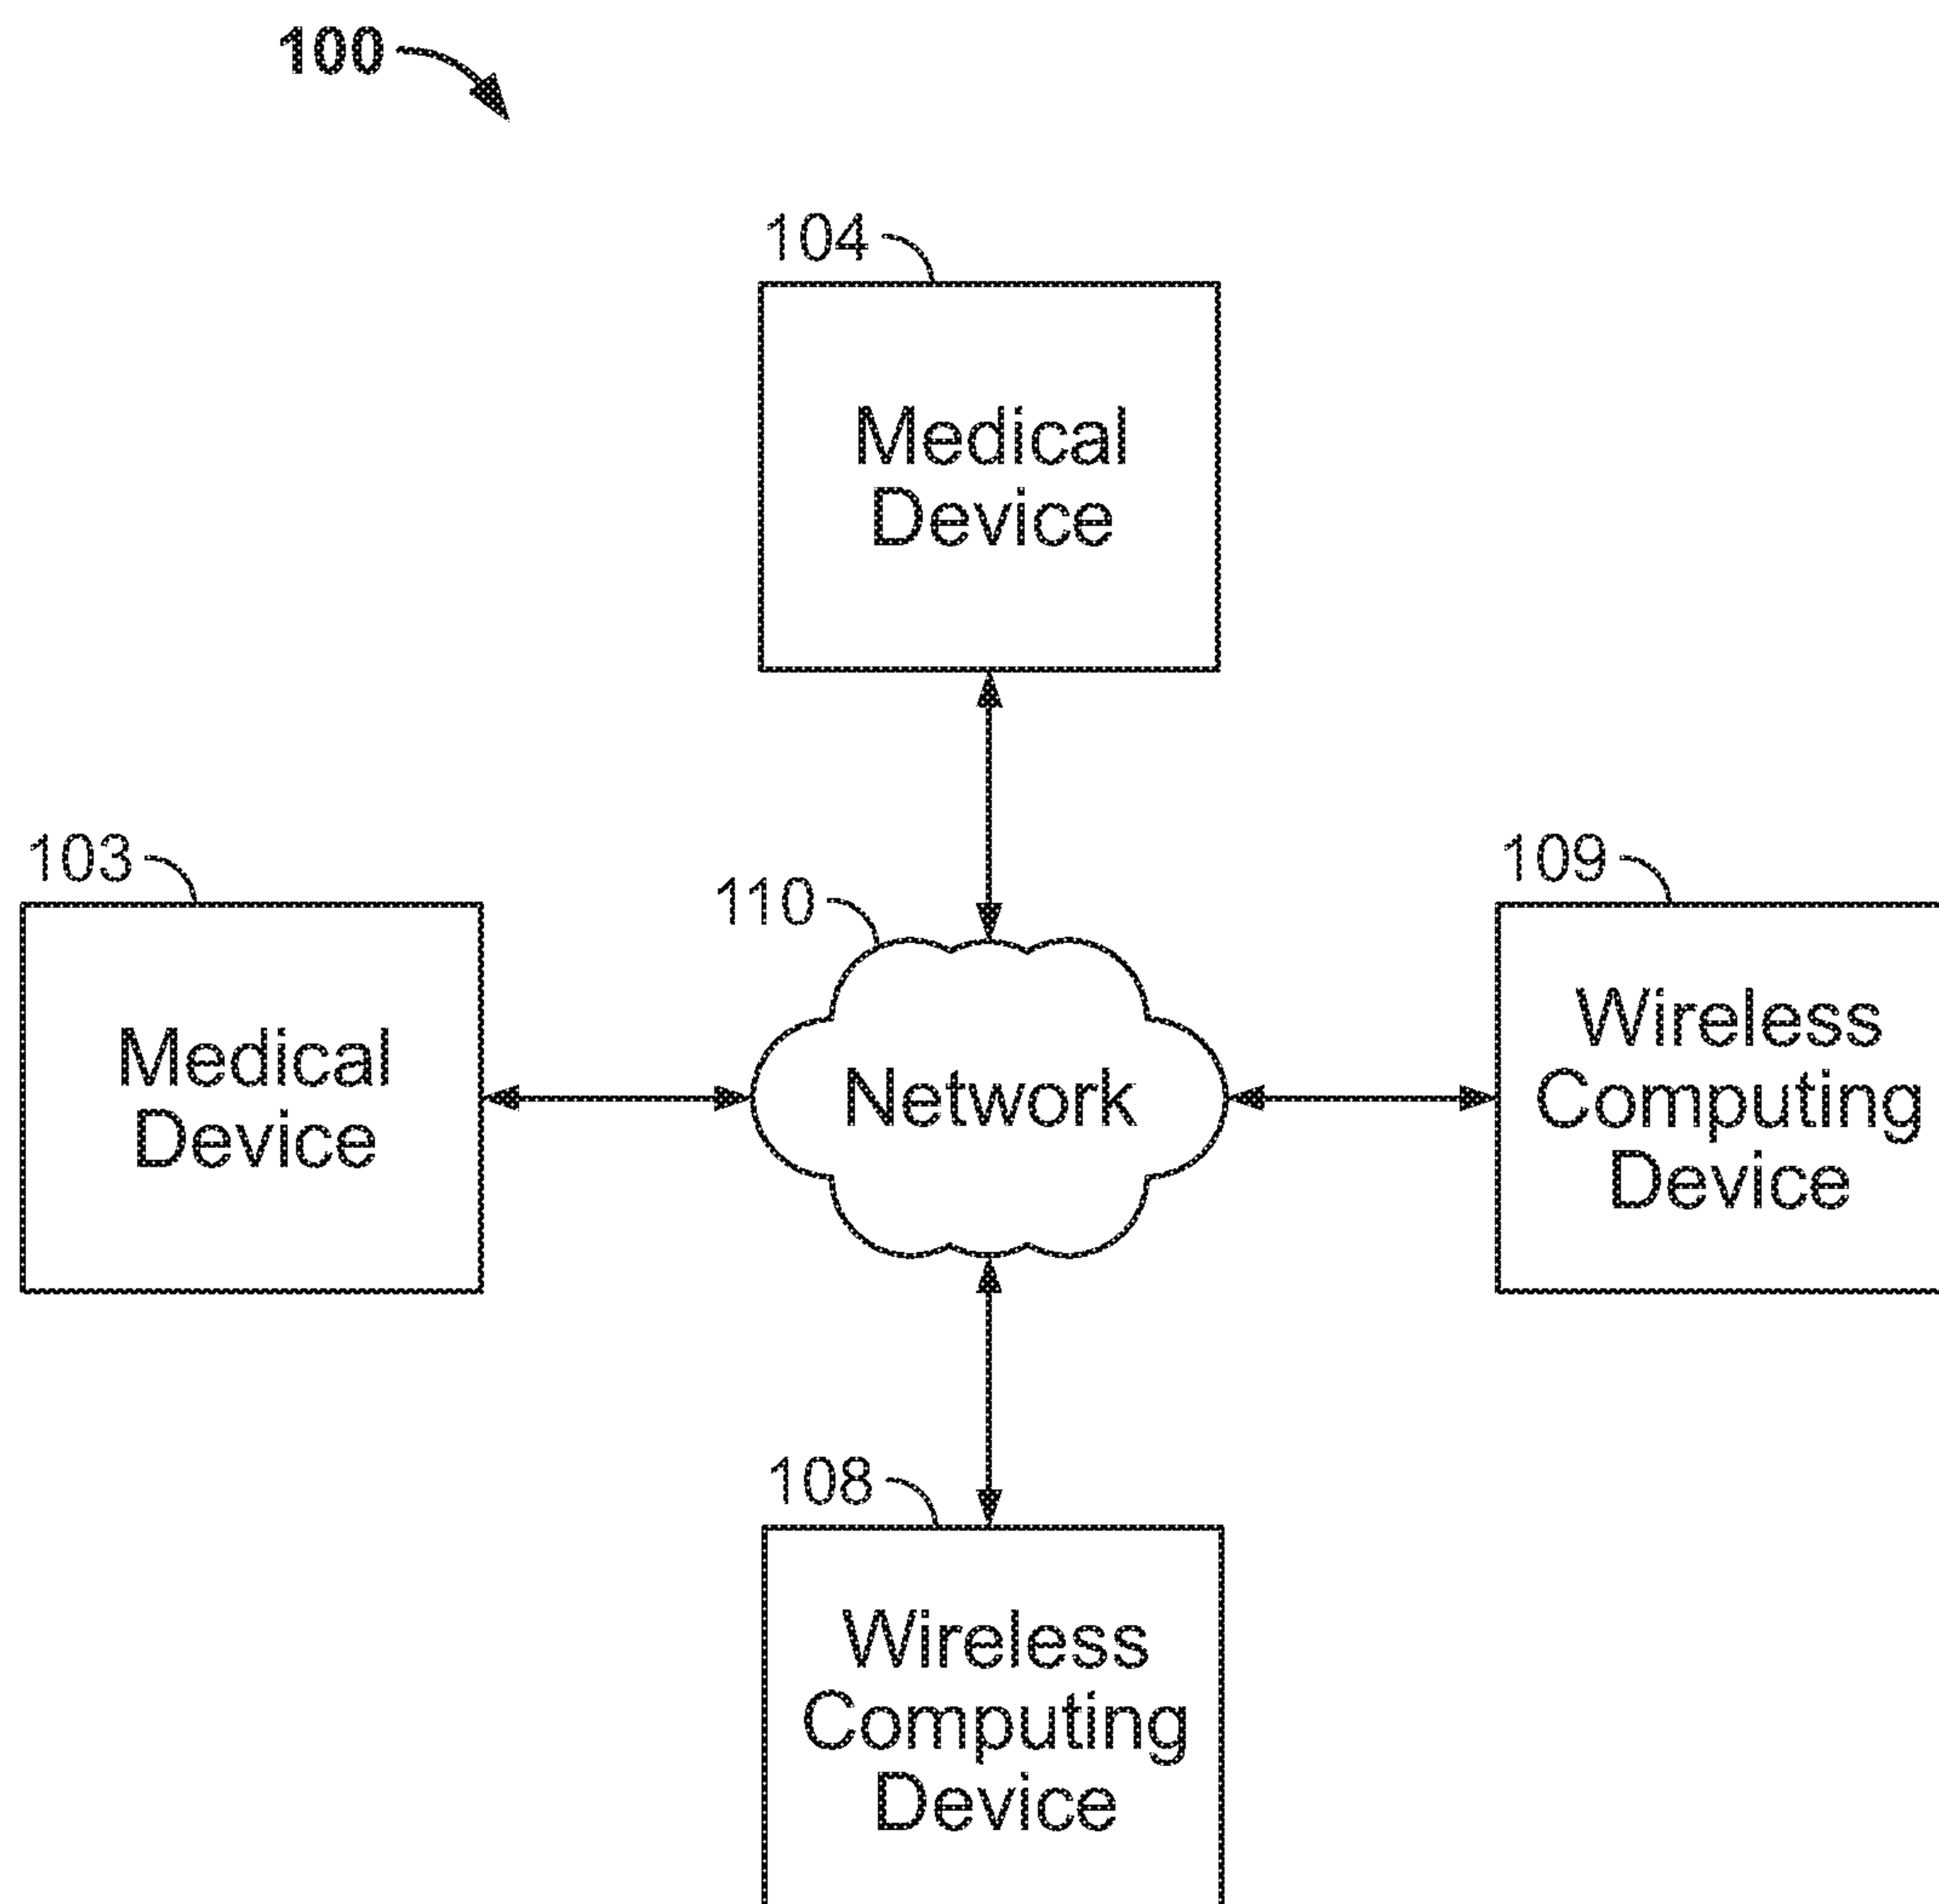 100
104
Medical
Device
103
Medical
Device
110
Network
109
Wireless
Computing
Device
108
Wireless
Computing
Device